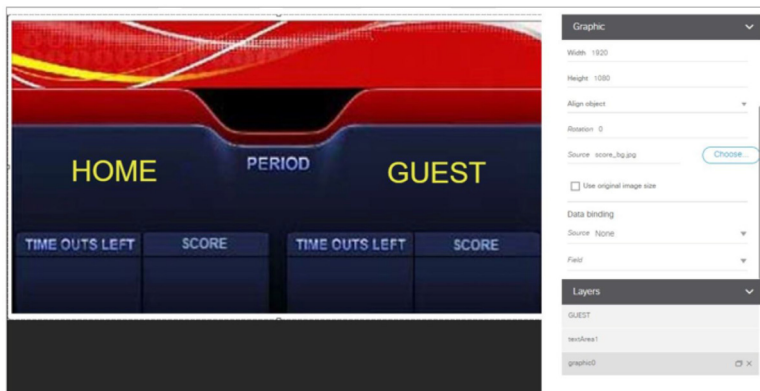 HOME
PERIOD
GUEST
TIME OUTS LEFT
SCORE
TIME OUTS LEFT
SCORE
Graphic
Width 1920
Height 1080
Align object
Rotation 0
Source score_bg.jpg
Choose...
Use original image size
Data binding
Source None
Field
Layers
GUEST
textArea1
graphic0